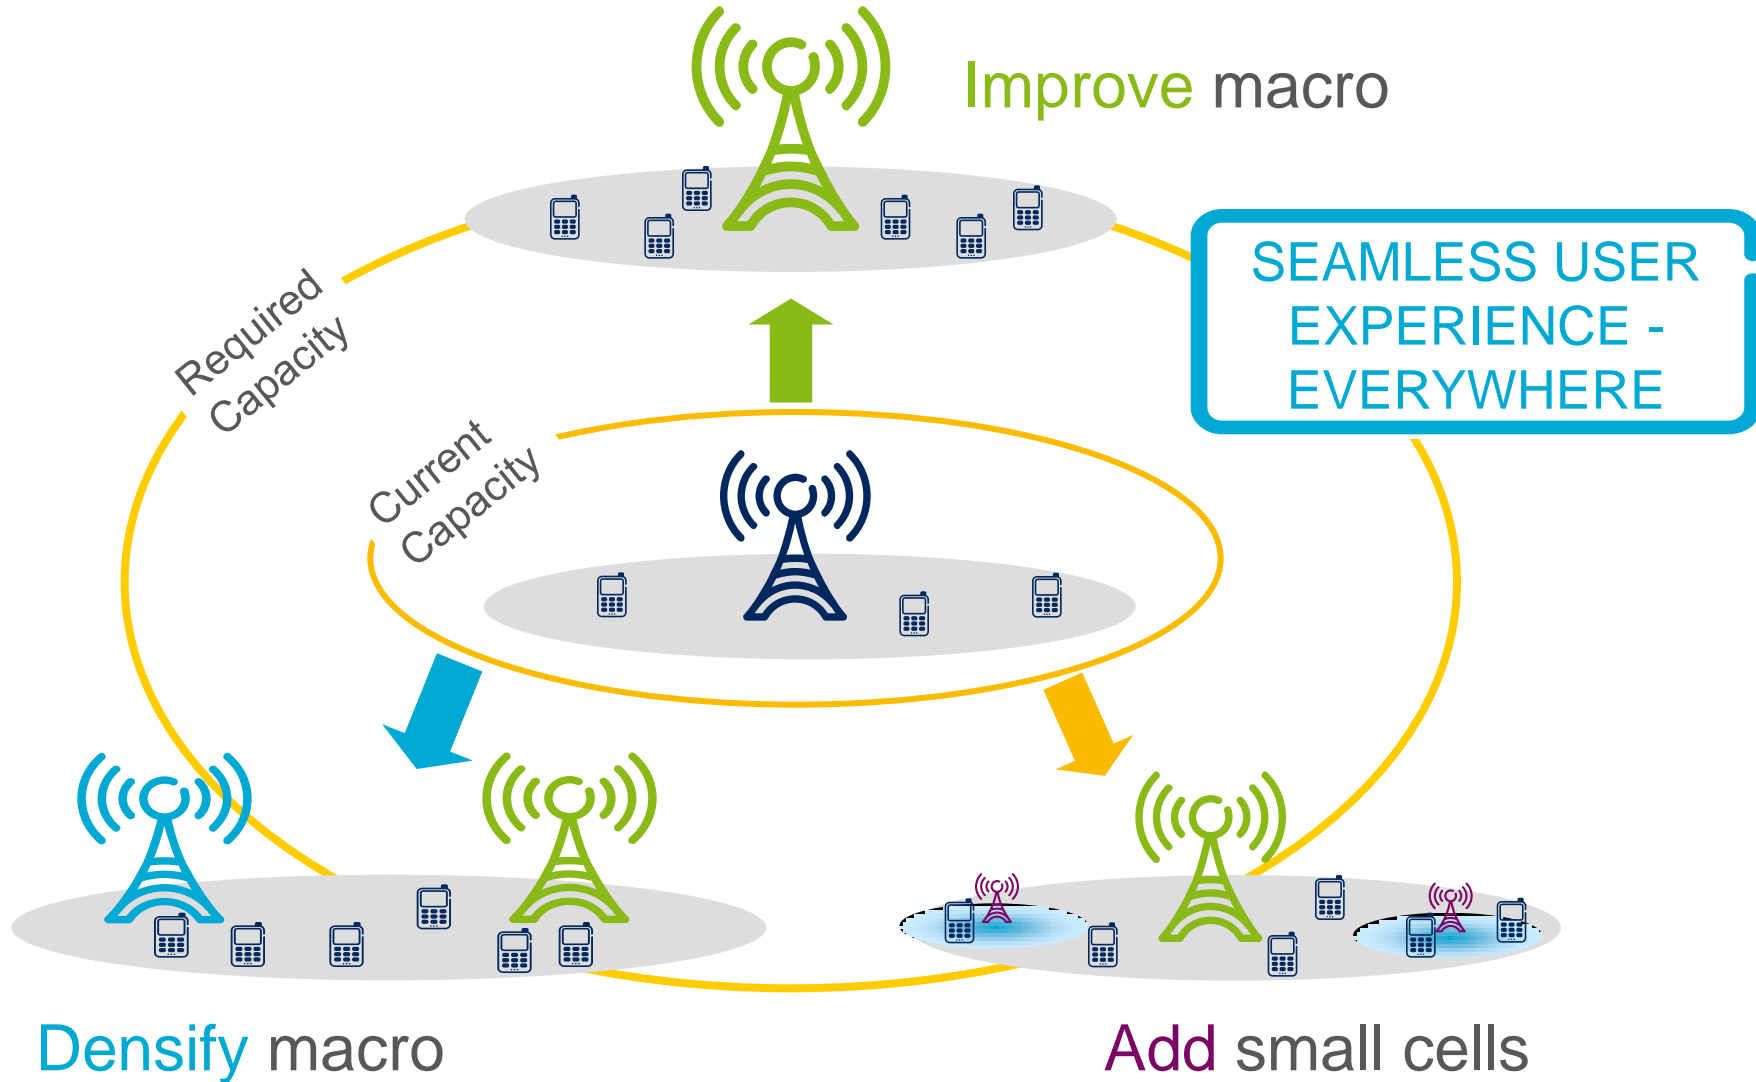 Improve macro
SEAMLESS USER
EXPERIENCE -
EVERYWHERE
Required
Capacity
Current
Capacity
Densify macro
Add small cells